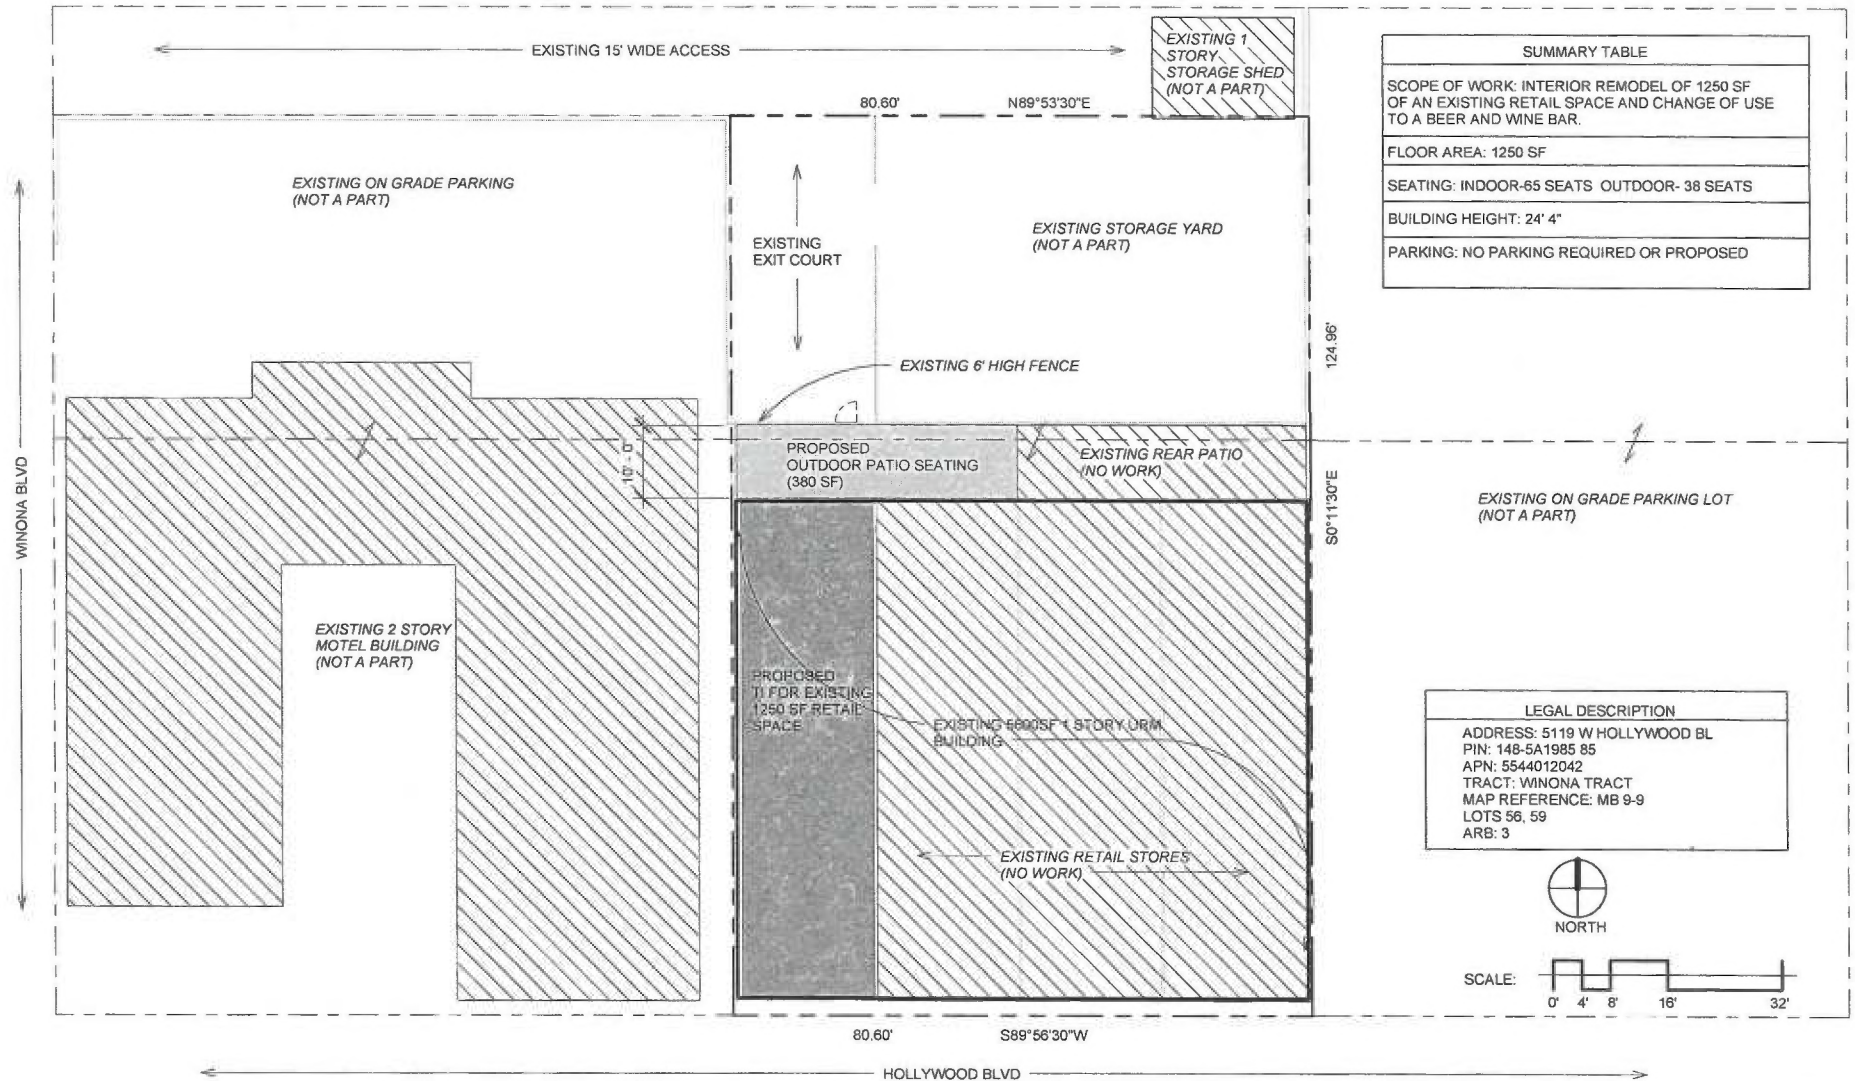 EXISTING 15' WIDE ACCESS
EXISTING 1
STORY
STORAGE SHED
(NOT A PART)
80.60'
N89°53'30"E
SUMMARY TABLE
SCOPE OF WORK: INTERIOR REMODEL OF 1250 SF
OF AN EXISTING RETAIL SPACE AND CHANGE OF USE
TO A BEER AND WINE BAR.
FLOOR AREA: 1250 SF
SEATING: INDOOR-65 SEATS OUTDOOR- 38 SEATS
BUILDING HEIGHT: 24' 4"
PARKING: NO PARKING REQUIRED OR PROPOSED
EXISTING ON GRADE PARKING
(NOT A PART)
EXISTING
EXIT COURT
EXISTING STORAGE YARD
(NOT A PART)
124.96'
EXISTING 6' HIGH FENCE
10' - 0"
PROPOSED
OUTDOOR PATIO SEATING
(380 SF)
EXISTING REAR PATIO
(NO WORK)
WINONA BLVD
S0°11'30"E
EXISTING ON GRADE PARKING LOT
(NOT A PART)
EXISTING 2 STORY
MOTEL BUILDING
(NOT A PART)
PROPOSED
TI FOR EXISTING
1250 SF RETAIL
SPACE
EXISTING 5600SF 1 STORY URM
BUILDING
EXISTING RETAIL STORES
(NO WORK)
LEGAL DESCRIPTION
ADDRESS: 5119 W HOLLYWOOD BL
PIN: 148-5A1985 85
APN: 5544012042
TRACT: WINONA TRACT
MAP REFERENCE: MB 9-9
LOTS 56, 59
ARB: 3
NORTH
SCALE:
0' 4' 8' 16' 32'
80.60'
S89°56'30"W
HOLLYWOOD BLVD